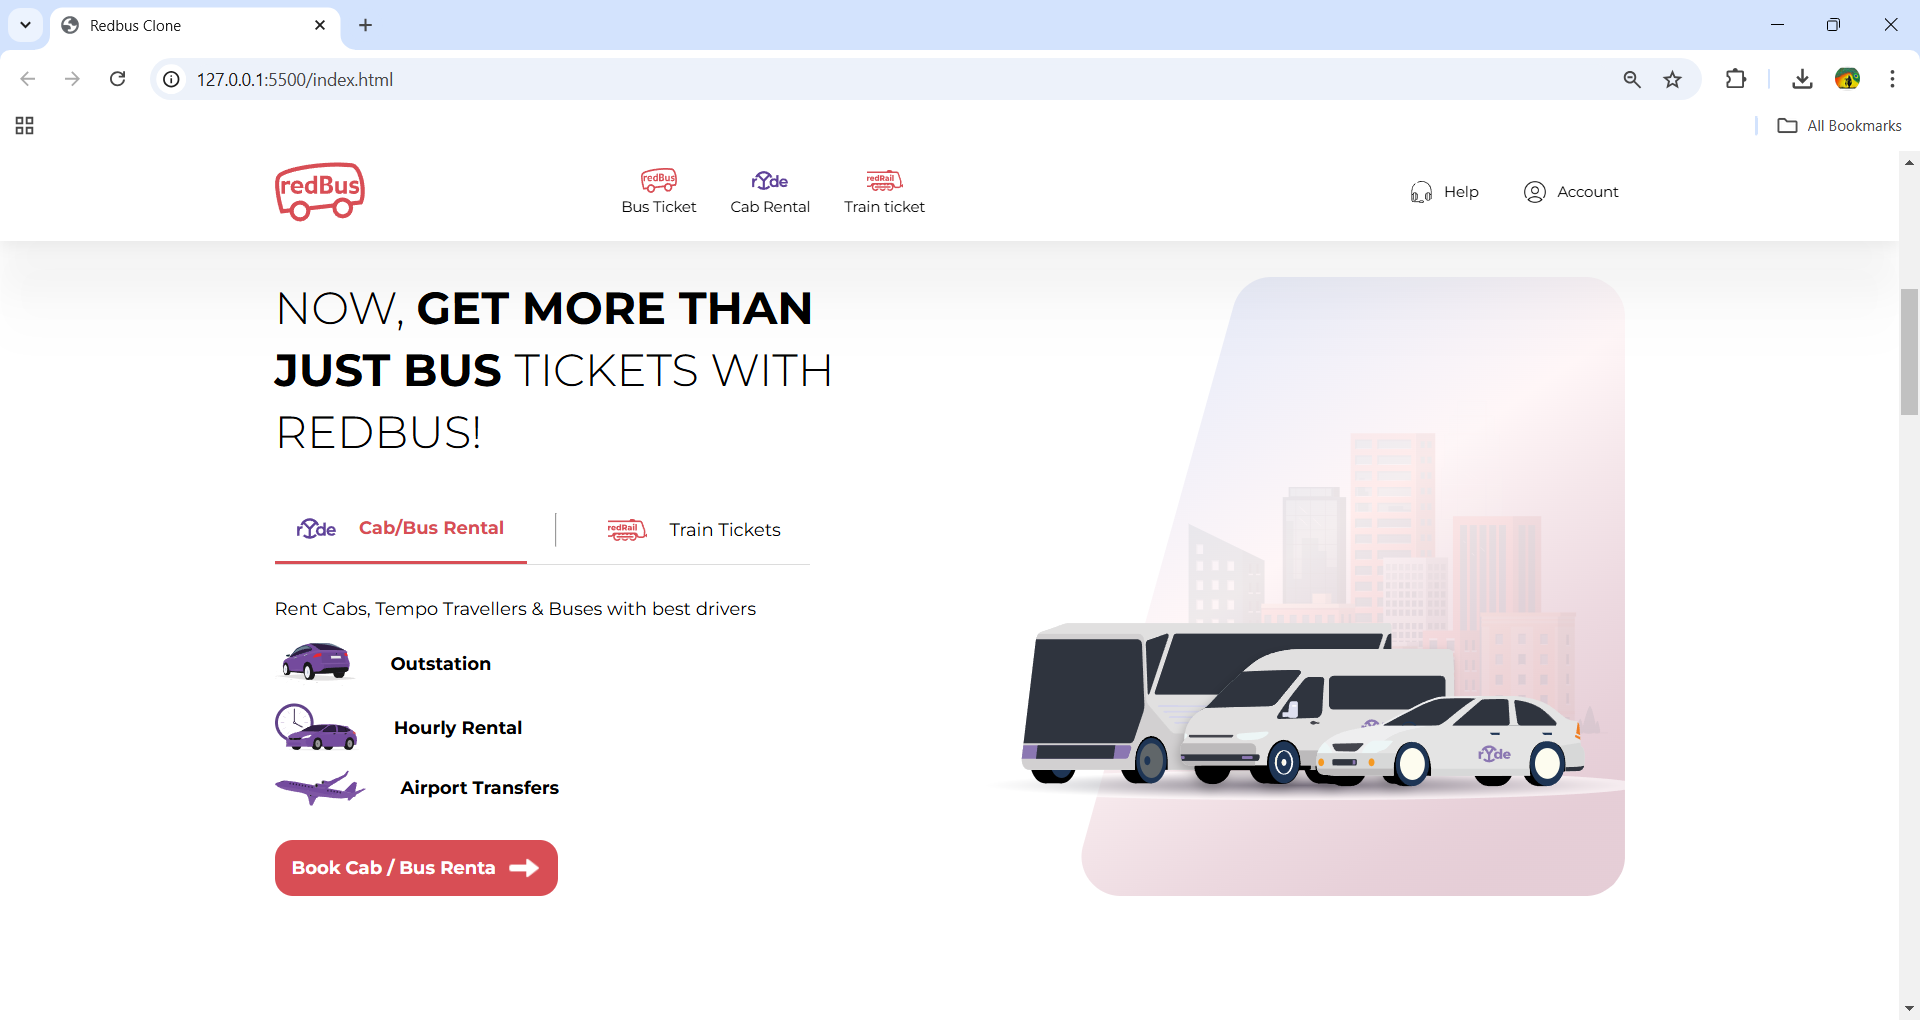 Redbus Clone
127.0.0.1:5500/index.html
All Bookmarks
redBus
redBus
rYde
redRail
Bus Ticket
Cab Rental
Train ticket
Help
Account
NOW, GET MORE THAN
JUST BUS TICKETS WITH
REDBUS!
rYde
Cab/Bus Rental
redRail
Train Tickets
Rent Cabs, Tempo Travellers & Buses with best drivers
Outstation
Hourly Rental
Airport Transfers
Book Cab / Bus Renta
rYde